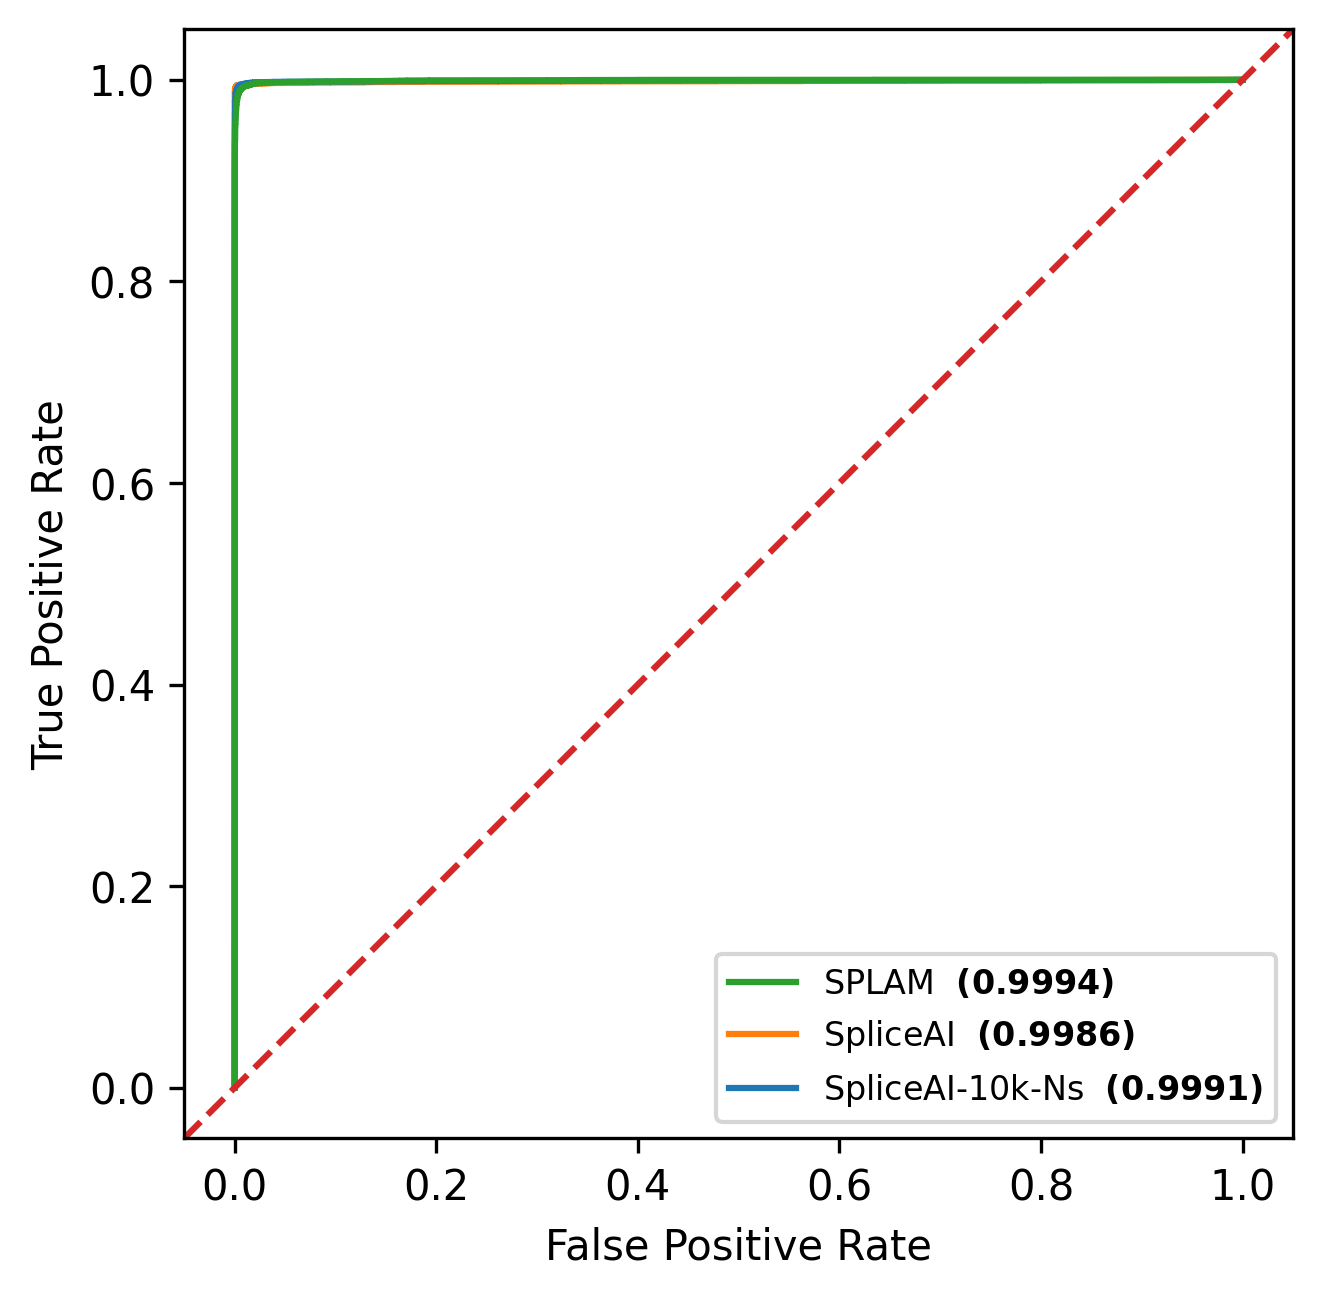 1.0
0.8
0.6
0.4
0.2
0.0
True Positive Rate
SPLAM (0.9994)
SpliceAI (0.9986)
SpliceAI-10k-Ns (0.9991)
0.0 0.2 0.4 0.6 0.8 1.0
False Positive Rate